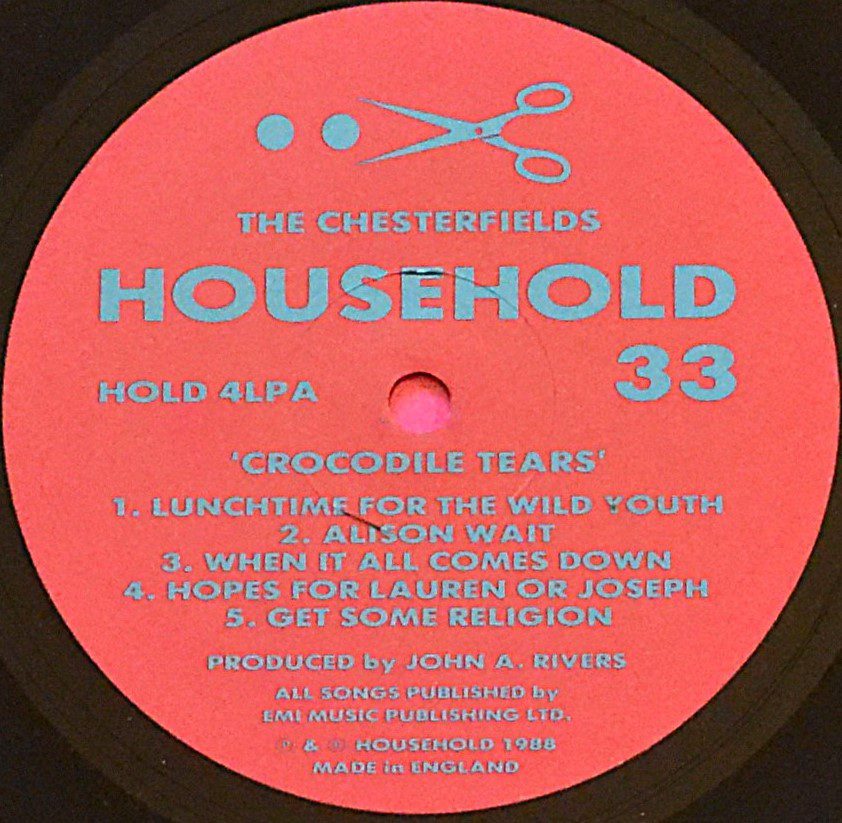 THE CHESTERFIELDS
HOUSEHOLD
33
HOLD 4LPA
'CROCODILE TEARS'
1. LUNCHTIME FOR THE WILD YOUTH
2. ALISON WAIT
3. WHEN IT ALL COMES DOWN
4. HOPES FOR LAUREN OR JOSEPH
5. GET SOME RELIGION
PRODUCED by JOHN A. RIVERS
ALL SONGS PUBLISHED by
EMI MUSIC PUBLISHING LTD.
℗ & © HOUSEHOLD 1988
MADE in ENGLAND